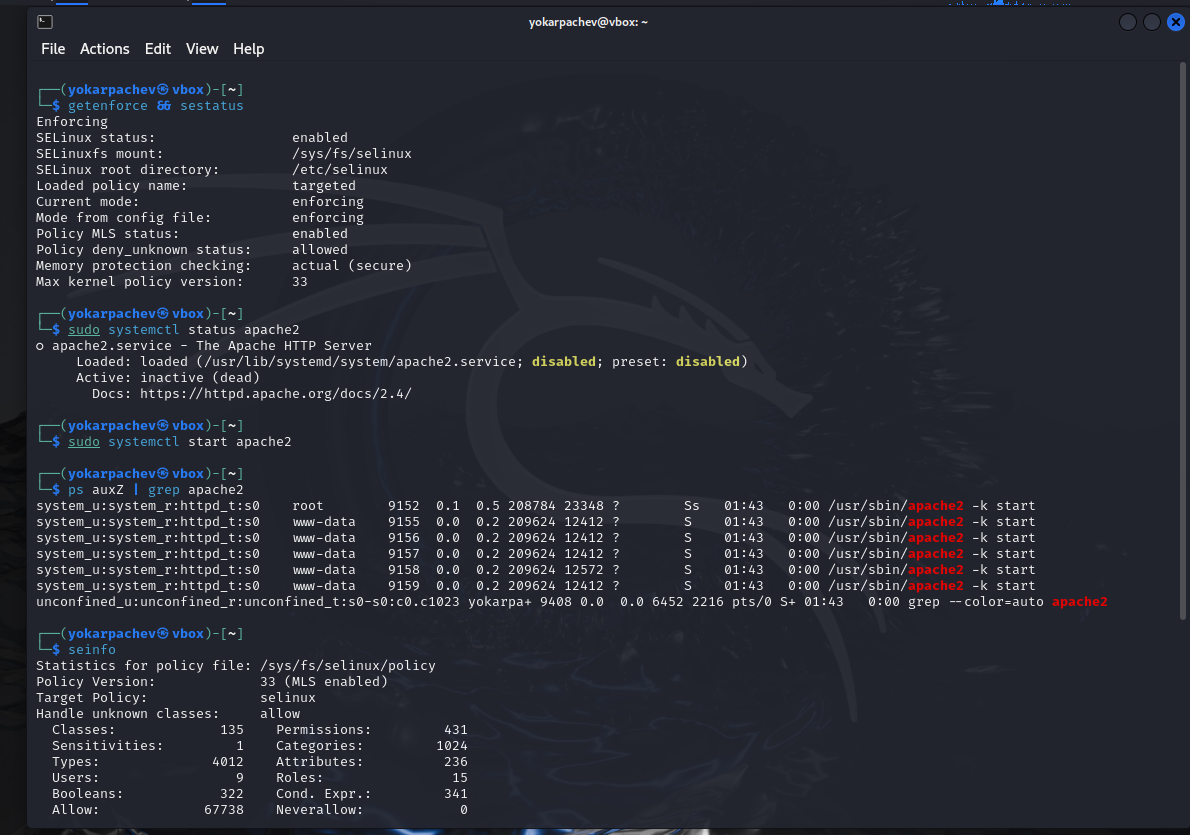 yokarpachev@vbox: ~
File Actions Edit View Help
┌──(yokarpachev㉿vbox)-[~]
└─$ getenforce && sestatus
Enforcing
SELinux status:                 enabled
SELinuxfs mount:                /sys/fs/selinux
SELinux root directory:         /etc/selinux
Loaded policy name:             targeted
Current mode:                   enforcing
Mode from config file:          enforcing
Policy MLS status:              enabled
Policy deny_unknown status:     allowed
Memory protection checking:     actual (secure)
Max kernel policy version:      33
┌──(yokarpachev㉿vbox)-[~]
└─$ sudo systemctl status apache2
○ apache2.service - The Apache HTTP Server
     Loaded: loaded (/usr/lib/systemd/system/apache2.service; disabled; preset: disabled)
     Active: inactive (dead)
       Docs: https://httpd.apache.org/docs/2.4/
┌──(yokarpachev㉿vbox)-[~]
└─$ sudo systemctl start apache2
┌──(yokarpachev㉿vbox)-[~]
└─$ ps auxZ | grep apache2
system_u:system_r:httpd_t:s0    root        9152  0.1  0.5 208784 23348 ?        Ss   01:43   0:00 /usr/sbin/apache2 -k start
system_u:system_r:httpd_t:s0    www-data    9155  0.0  0.2 209624 12412 ?        S    01:43   0:00 /usr/sbin/apache2 -k start
system_u:system_r:httpd_t:s0    www-data    9156  0.0  0.2 209624 12412 ?        S    01:43   0:00 /usr/sbin/apache2 -k start
system_u:system_r:httpd_t:s0    www-data    9157  0.0  0.2 209624 12412 ?        S    01:43   0:00 /usr/sbin/apache2 -k start
system_u:system_r:httpd_t:s0    www-data    9158  0.0  0.2 209624 12572 ?        S    01:43   0:00 /usr/sbin/apache2 -k start
system_u:system_r:httpd_t:s0    www-data    9159  0.0  0.2 209624 12412 ?        S    01:43   0:00 /usr/sbin/apache2 -k start
unconfined_u:unconfined_r:unconfined_t:s0-s0:c0.c1023 yokarpa+ 9408 0.0  0.0 6452 2216 pts/0 S+ 01:43   0:00 grep --color=auto apache2
┌──(yokarpachev㉿vbox)-[~]
└─$ seinfo
Statistics for policy file: /sys/fs/selinux/policy
Policy Version:             33 (MLS enabled)
Target Policy:              selinux
Handle unknown classes:     allow
  Classes:             135    Permissions:         431
  Sensitivities:         1    Categories:         1024
  Types:              4012    Attributes:          236
  Users:                 9    Roles:                15
  Booleans:            322    Cond. Expr.:         341
  Allow:             67738    Neverallow:            0